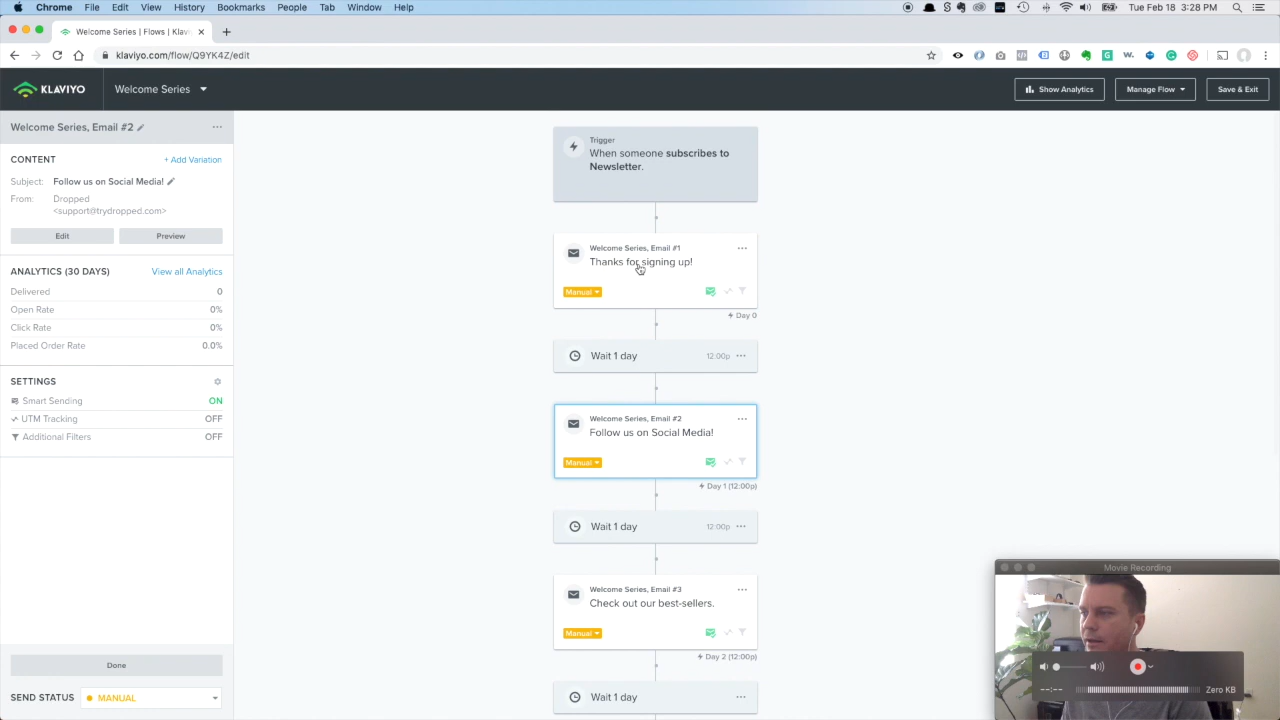 Chrome File Edit View History Bookmarks People Tab Window Help
Tue Feb 18 3:28 PM
Welcome Series | Flows | Klavi
klaviyo.com/flow/Q9YK4Z/edit
KLAVIYO
Welcome Series
Show Analytics
Manage Flow
Save & Exit
Welcome Series, Email #2
CONTENT
+ Add Variation
Subject: Follow us on Social Media!
From: Dropped
<support@trydropped.com>
Edit
Preview
ANALYTICS (30 DAYS)
View all Analytics
Delivered 0
Open Rate 0%
Click Rate 0%
Placed Order Rate 0.0%
SETTINGS
Smart Sending ON
UTM Tracking OFF
Additional Filters OFF
Done
SEND STATUS MANUAL
Trigger
When someone subscribes to
Newsletter.
Welcome Series, Email #1
Thanks for signing up!
Manual
Day 0
Wait 1 day 12:00p
Welcome Series, Email #2
Follow us on Social Media!
Manual
Day 1 (12:00p)
Wait 1 day 12:00p
Welcome Series, Email #3
Check out our best-sellers.
Manual
Day 2 (12:00p)
Wait 1 day
Movie Recording
--:--
Zero KB